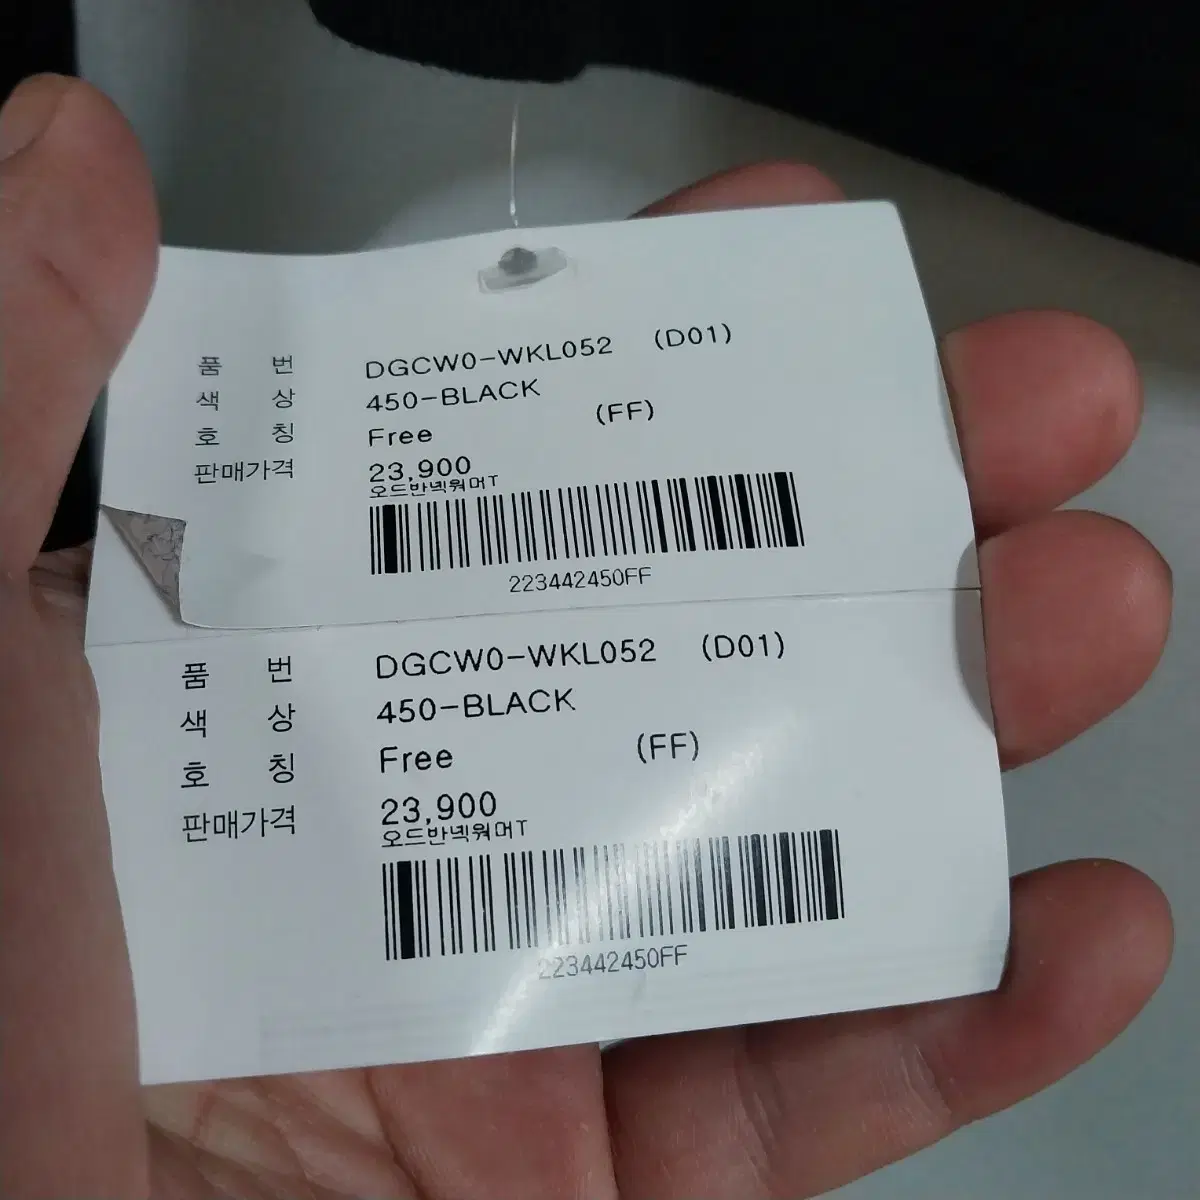 품 번 DGCW0-WKL052 (D01)
색 상 450-BLACK
호 칭 Free (FF)
판매가격 23,900
오드반넥워머T
223442450FF
품 번 DGCW0-WKL052 (D01)
색 상 450-BLACK
호 칭 Free (FF)
판매가격 23,900
오드반넥워머T
223442450FF